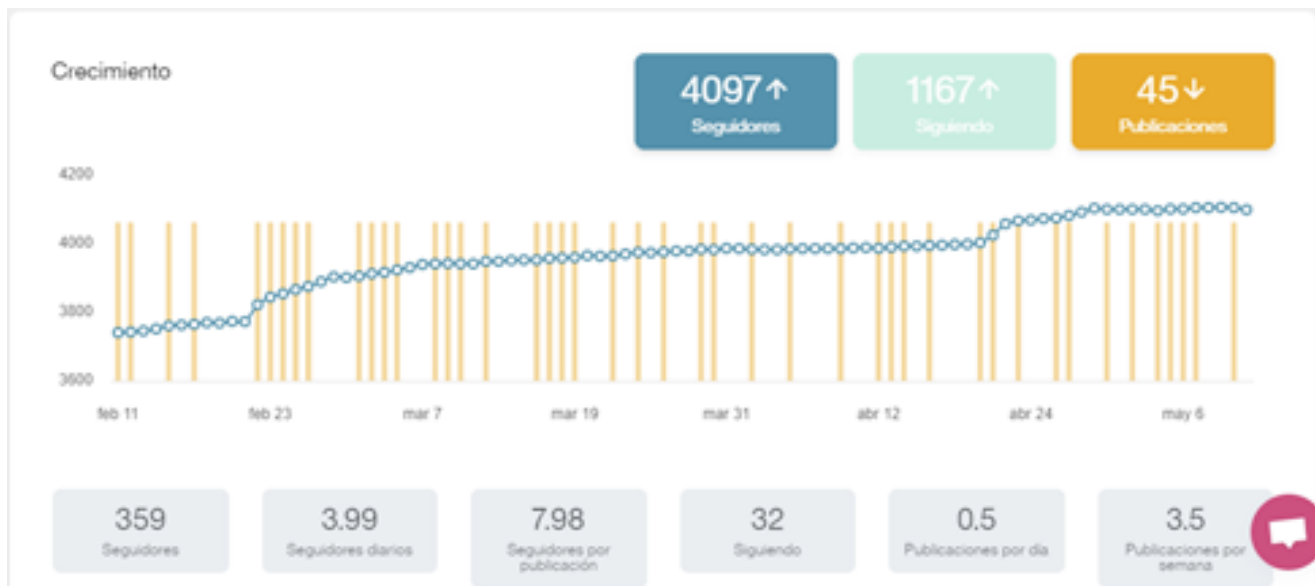 Crecimiento
4097↑
Seguidores
1167↑
Siguiendo
45↓
Publicaciones
4200
4000
3800
3600
feb 11
feb 23
mar 7
mar 19
mar 31
abr 12
abr 24
may 6
359
Seguidores
3.99
Seguidores diarios
7.98
Seguidores por
publicación
32
Siguiendo
0.5
Publicaciones por día
3.5
Publicaciones por
semana